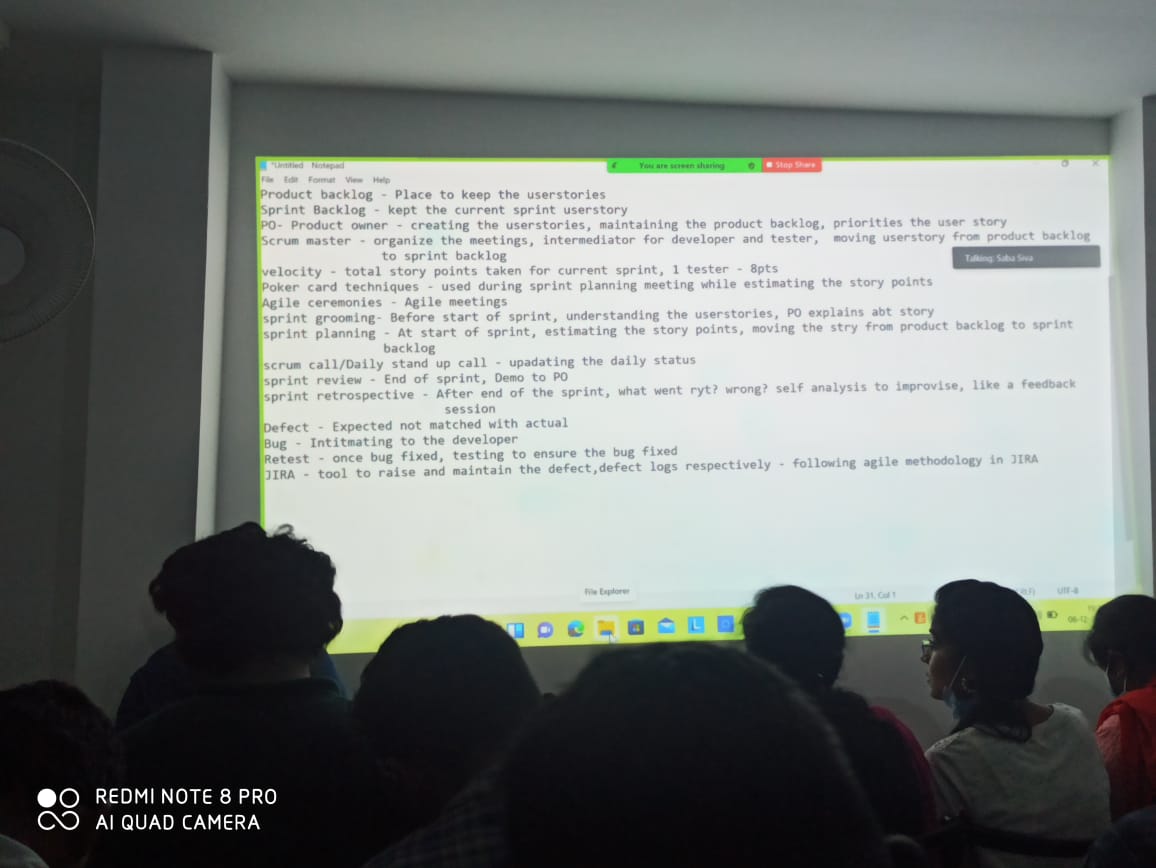 *Untitled Notepad
You are screen sharing
Stop Share
File Edit Format View Help
Product backlog - Place to keep the userstories
Sprint Backlog - kept the current sprint userstory
PO- Product owner - creating the userstories, maintaining the product backlog, priorities the user story
Scrum master - organize the meetings, intermediator for developer and tester, moving userstory from product backlog
to sprint backlog
Talking: Saba Siva
velocity - total story points taken for current sprint, 1 tester - 8pts
Poker card techniques - used during sprint planning meeting while estimating the story points
Agile ceremonies - Agile meetings
sprint grooming- Before start of sprint, understanding the userstories, PO explains abt story
sprint planning - At start of sprint, estimating the story points, moving the stry from product backlog to sprint
backlog
scrum call/Daily stand up call - upadating the daily status
sprint review - End of sprint, Demo to PO
sprint retrospective - After end of the sprint, what went ryt? wrong? self analysis to improvise, like a feedback
session
Defect - Expected not matched with actual
Bug - Intitmating to the developer
Retest - once bug fixed, testing to ensure the bug fixed
JIRA - tool to raise and maintain the defect,defect logs respectively - following agile methodology in JIRA
File Explorer
Ln 31, Col 1
UTF-8
06-12
REDMI NOTE 8 PRO
AI QUAD CAMERA